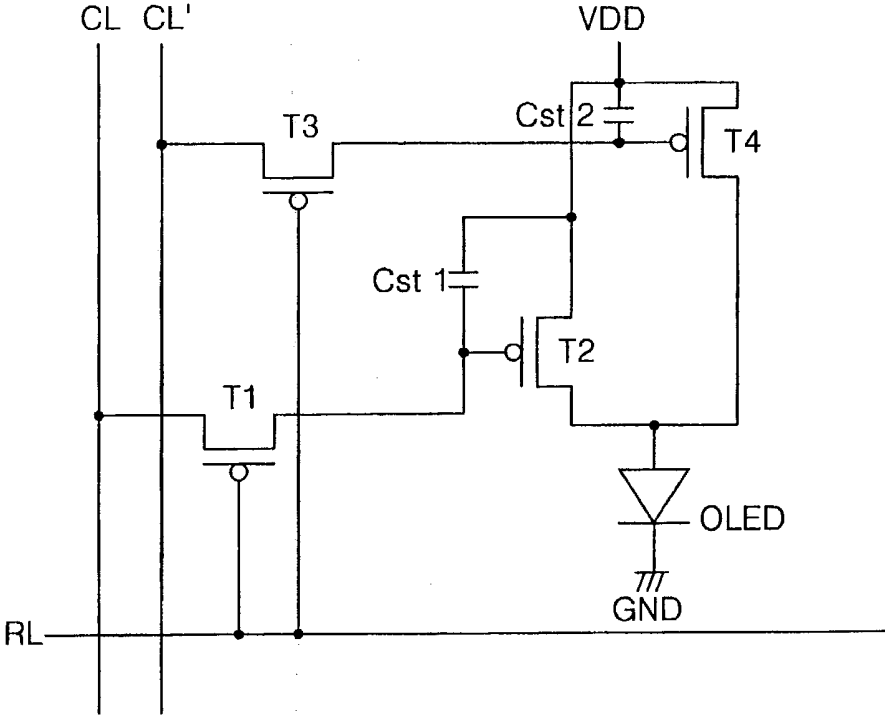 CL CL' VDD
Cst 2
T3
T4
Cst 1
T2
T1
OLED
GND
RL